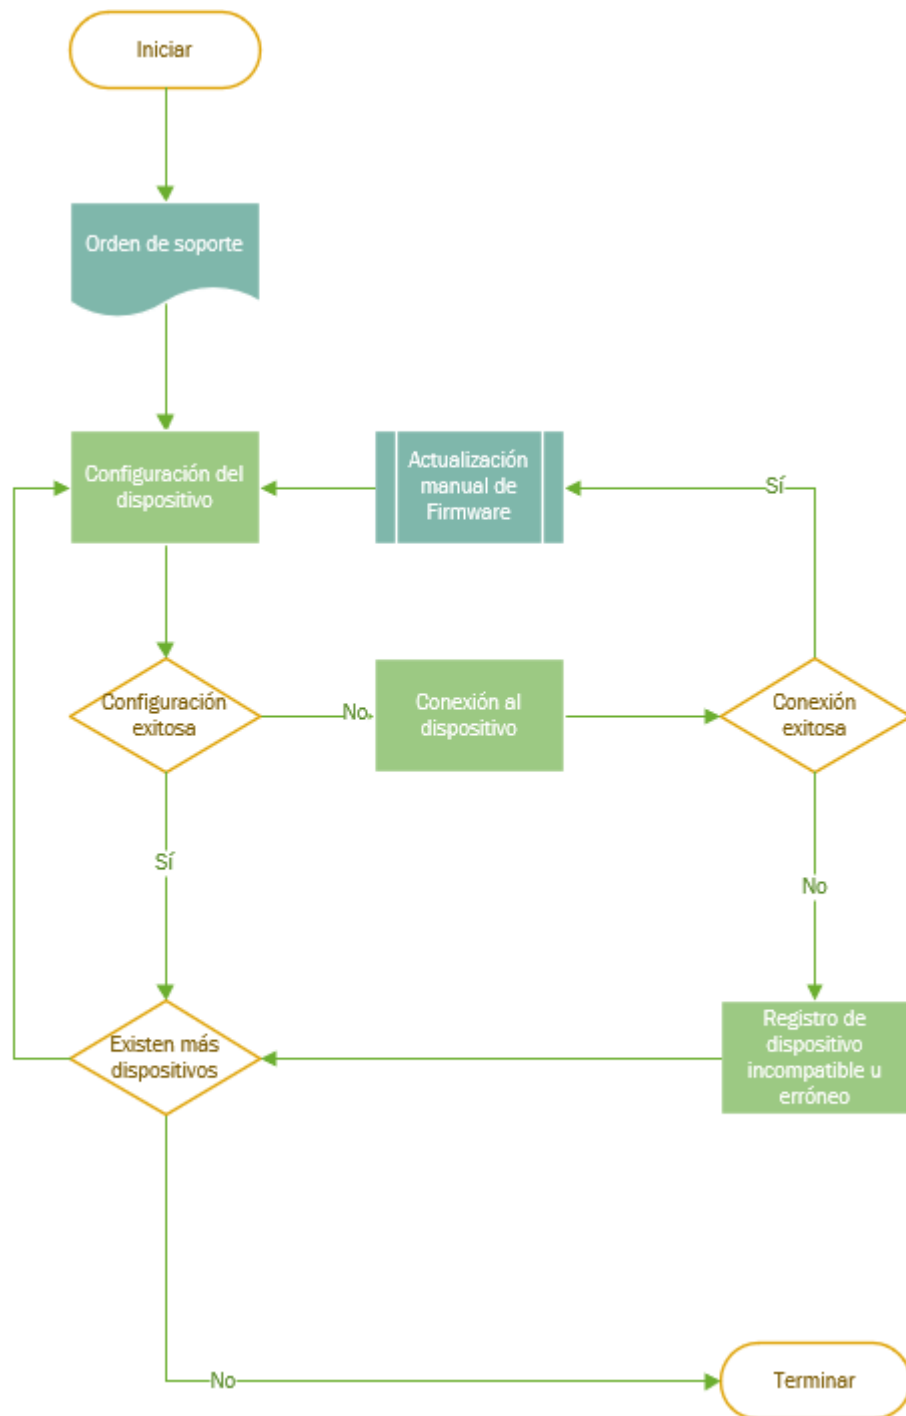 Iniciar
Orden de soporte
Configuración del
dispositivo
Actualización
manual de
Firmware
Sí
Configuración
exitosa
No
Conexión al
dispositivo
Conexión
exitosa
Sí
No
Existen más
dispositivos
Registro de
dispositivo
incompatible u
erróneo
No
Terminar